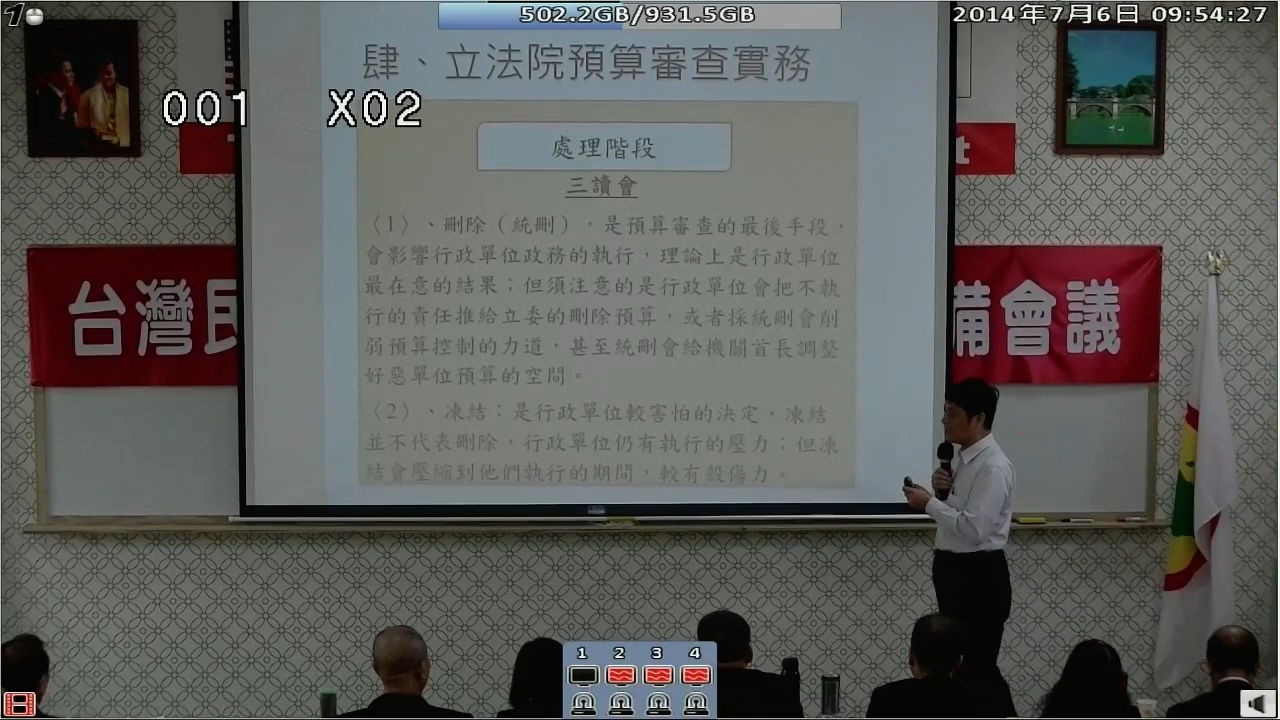 1
502.2GB/931.5GB
2014年7月6日 09:54:27
肆、立法院預算審查實務
001 X02
處理階段
三讀會
t
〈1〉、刪除（統刪），是預算審查的最後手段，
會影響行政單位政務的執行，理論上是行政單位
最在意的結果；但須注意的是行政單位會把不執
行的責任推給立委的刪除預算，或者採統刪會削
弱預算控制的力道，甚至統刪會給機關首長調整
好惡單位預算的空間。
〈2〉、凍結：是行政單位較害怕的決定，凍結
並不代表刪除，行政單位仍有執行的壓力；但凍
結會壓縮到他們執行的期間，較有殺傷力。
台灣民
備會議
1 2 3 4